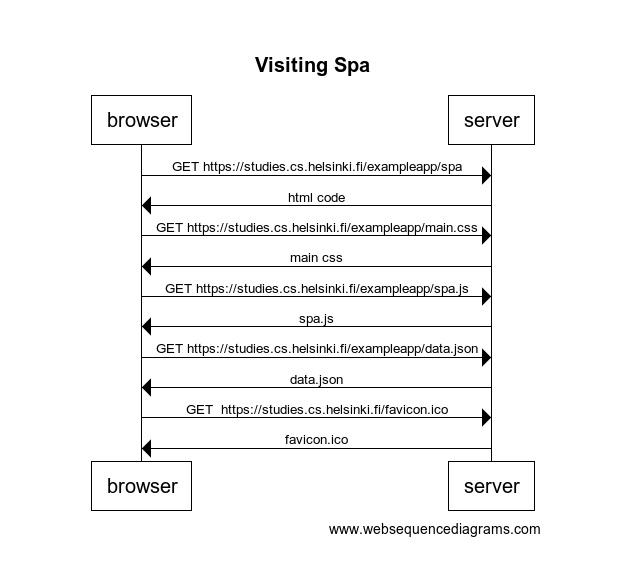 Visiting Spa
browser
server
GET https://studies.cs.helsinki.fi/exampleapp/spa
html code
GET https://studies.cs.helsinki.fi/exampleapp/main.css
main css
GET https://studies.cs.helsinki.fi/exampleapp/spa.js
spa.js
GET https://studies.cs.helsinki.fi/exampleapp/data.json
data.json
GET  https://studies.cs.helsinki.fi/favicon.ico
favicon.ico
browser
server
www.websequencediagrams.com